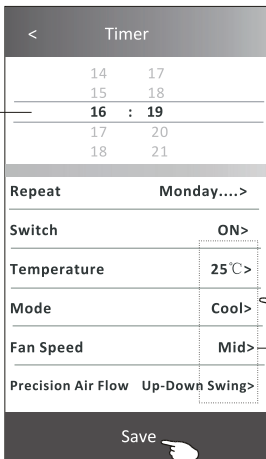 < Timer
14 17
15 18
16 : 19
17 20
18 21
Repeat Monday....>
Switch ON>
Temperature 25℃>
Mode Cool>
Fan Speed Mid>
Precision Air Flow Up-Down Swing>
Save